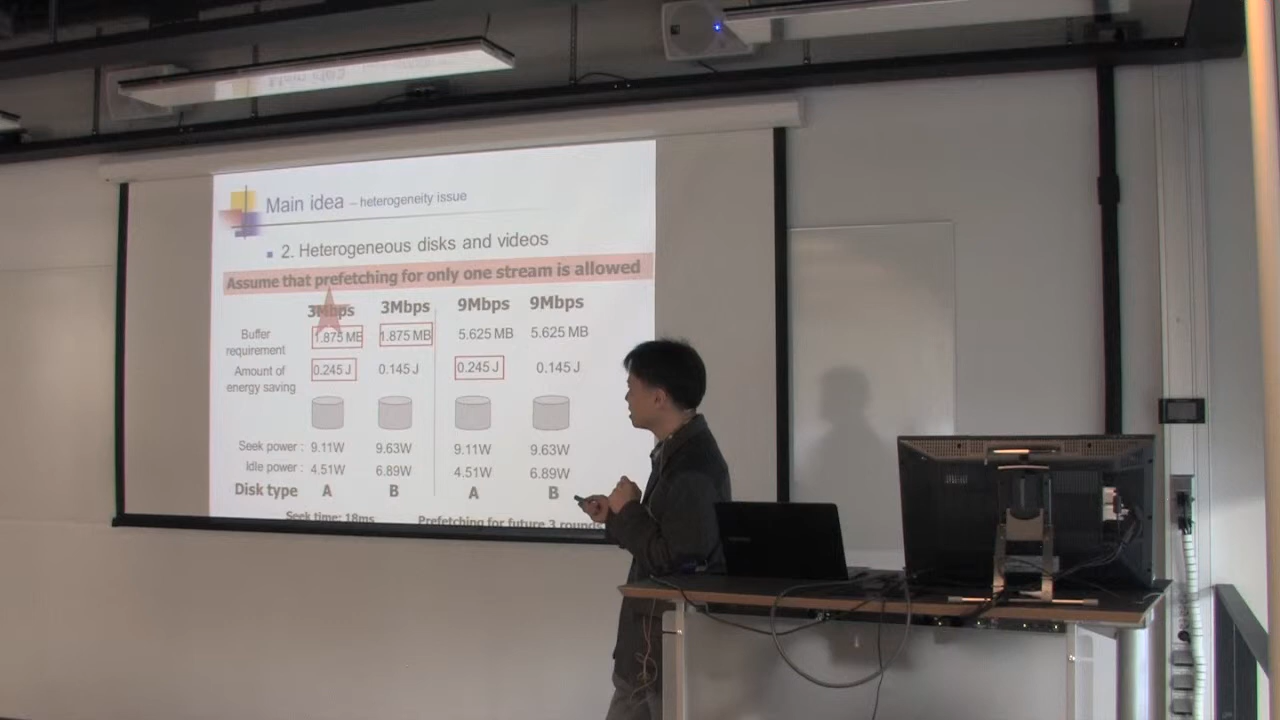 Main idea – heterogeneity issue
2. Heterogeneous disks and videos
Assume that prefetching for only one stream is allowed
3Mbps 3Mbps 9Mbps 9Mbps
Buffer requirement 1.875 MB 1.875 MB 5.625 MB 5.625 MB
Amount of energy saving 0.245 J 0.145 J 0.245 J 0.145 J
Seek power : 9.11W 9.63W 9.11W 9.63W
Idle power : 4.51W 6.89W 4.51W 6.89W
Disk type A B A B
Seek time: 18ms Prefetching for future 3 rounds